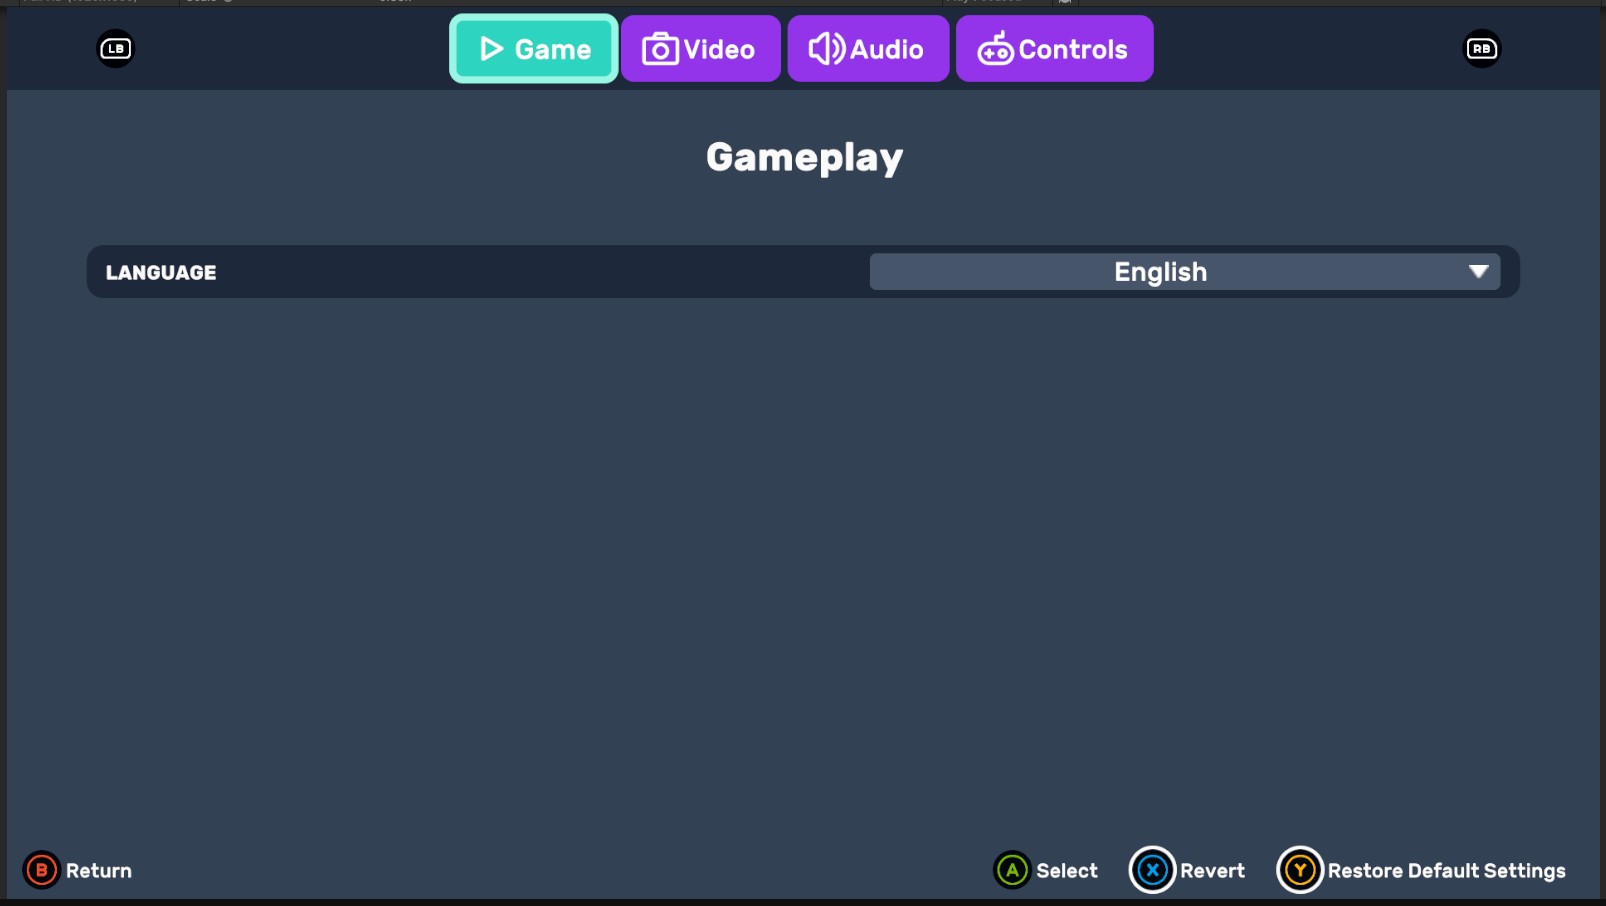 LB
Game
Video
Audio
Controls
RB
Gameplay
LANGUAGE
English
B Return
A Select
X Revert
Y Restore Default Settings